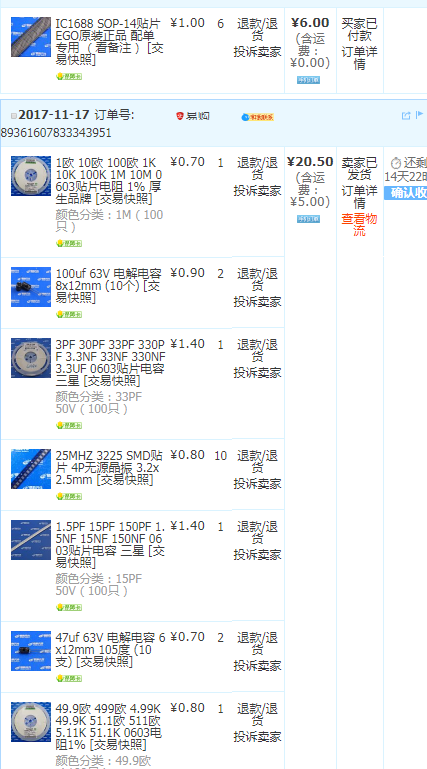 IC1688 SOP-14贴片
EGO原装正品 配单
专用 （看备注） [交
易快照]
¥1.00
6
退款/退
货
投诉卖家
¥6.00
(含运
费：
¥0.00)
买家已
付款
订单详
情
2017-11-17 订单号:
89361607833343951
易购
和我联系
1欧 10欧 100欧 1K
10K 100K 1M 10M 0
603贴片电阻 1% 厚
生品牌 [交易快照]
颜色分类：1M（100
只）
¥0.70
1
退款/退
货
投诉卖家
¥20.50
(含运
费：
¥5.00)
卖家已
发货
订单详
情
查看物
流
还剩
14天22时
确认收
100uf 63V 电解电容
8x12mm (10个) [交
易快照]
¥0.90
2
退款/退
货
投诉卖家
3PF 30PF 33PF 330P
F 3.3NF 33NF 330NF
3.3UF 0603贴片电容
三星 [交易快照]
颜色分类：33PF
50V（100只）
¥1.40
1
退款/退
货
投诉卖家
25MHZ 3225 SMD贴
片 4P无源晶振 3.2x
2.5mm [交易快照]
¥0.80
10
退款/退
货
投诉卖家
1.5PF 15PF 150PF 1.
5NF 15NF 150NF 06
03贴片电容 三星 [交
易快照]
颜色分类：15PF
50V（100只）
¥1.40
1
退款/退
货
投诉卖家
47uf 63V 电解电容 6
x12mm 105度 (10
支) [交易快照]
¥0.70
2
退款/退
货
投诉卖家
49.9欧 499欧 4.99K
49.9K 51.1欧 511欧
5.11K 51.1K 0603电
阻1% [交易快照]
颜色分类：49.9欧
¥0.80
1
退款/退
货
投诉卖家